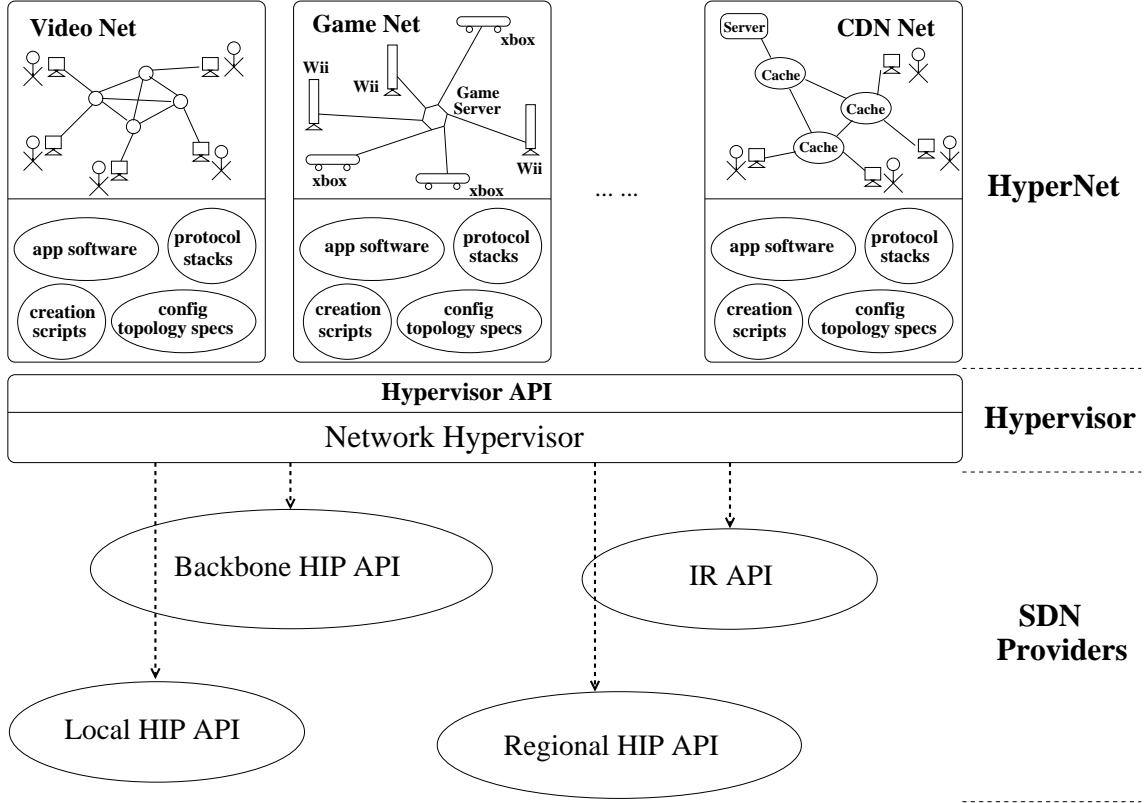 Video Net
Game Net
xbox
Wii
Wii
Game
Server
Wii
xbox
xbox
... ...
Server
CDN Net
Cache
Cache
Cache
HyperNet
app software
protocol
stacks
creation
scripts
config
topology specs
app software
protocol
stacks
creation
scripts
config
topology specs
app software
protocol
stacks
creation
scripts
config
topology specs
Hypervisor API
Network Hypervisor
Hypervisor
Backbone HIP API
IR API
SDN
Providers
Local HIP API
Regional HIP API